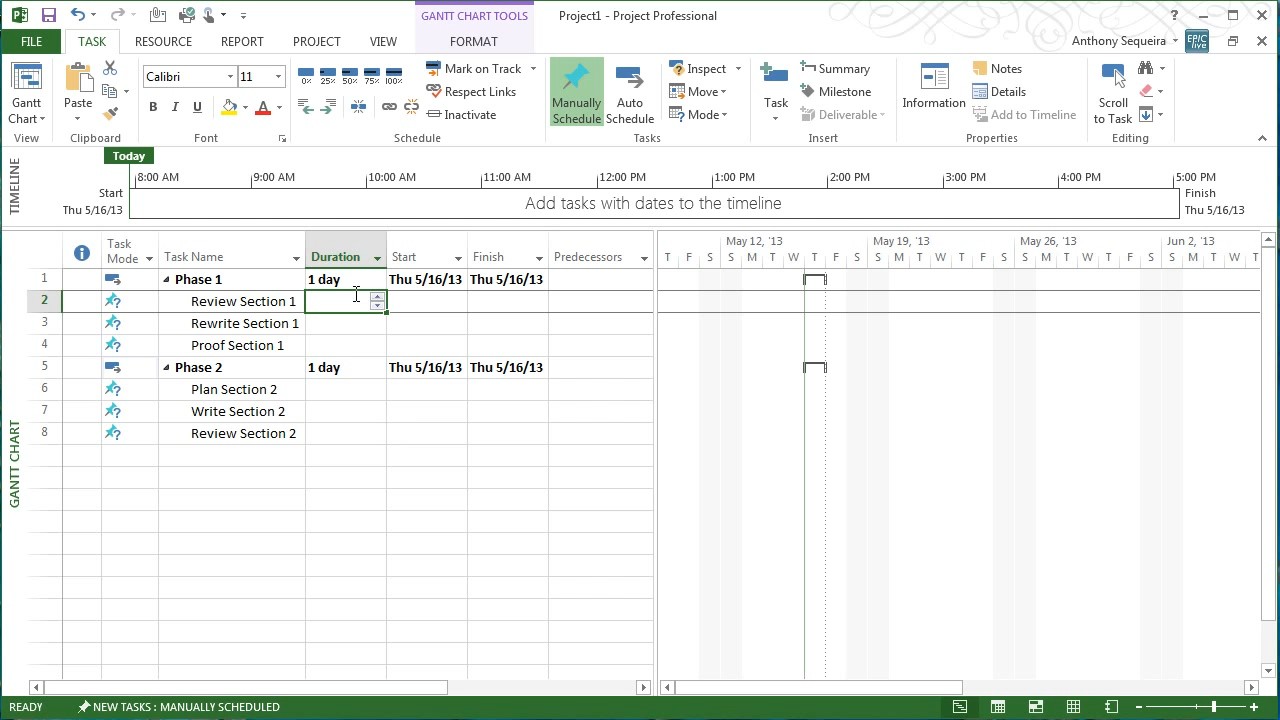 GANTT CHART TOOLS
Project1 - Project Professional
?
FILE
TASK
RESOURCE
REPORT
PROJECT
VIEW
FORMAT
Anthony Sequeira
EPIC live
Gantt Chart
View
Paste
Clipboard
Calibri
11
B I U A
Font
0% 25% 50% 75% 100%
Mark on Track
Respect Links
Inactivate
Schedule
Manually Schedule
Auto Schedule
Inspect
Move
Mode
Tasks
Task
Summary
Milestone
Deliverable
Insert
Information
Notes
Details
Add to Timeline
Properties
Scroll to Task
Editing
TIMELINE
Today
8:00 AM 9:00 AM 10:00 AM 11:00 AM 12:00 PM 1:00 PM 2:00 PM 3:00 PM 4:00 PM 5:00 PM
Start
Thu 5/16/13
Add tasks with dates to the timeline
Finish
Thu 5/16/13
GANTT CHART
Task Mode Task Name Duration Start Finish Predecessors
May 12, '13 May 19, '13 May 26, '13 Jun 2, '13
T F S S M T W T F S S M T W T F S S M T W T F S S M T
1 Phase 1 1 day Thu 5/16/13 Thu 5/16/13
2 Review Section 1
3 Rewrite Section 1
4 Proof Section 1
5 Phase 2 1 day Thu 5/16/13 Thu 5/16/13
6 Plan Section 2
7 Write Section 2
8 Review Section 2
READY
NEW TASKS : MANUALLY SCHEDULED